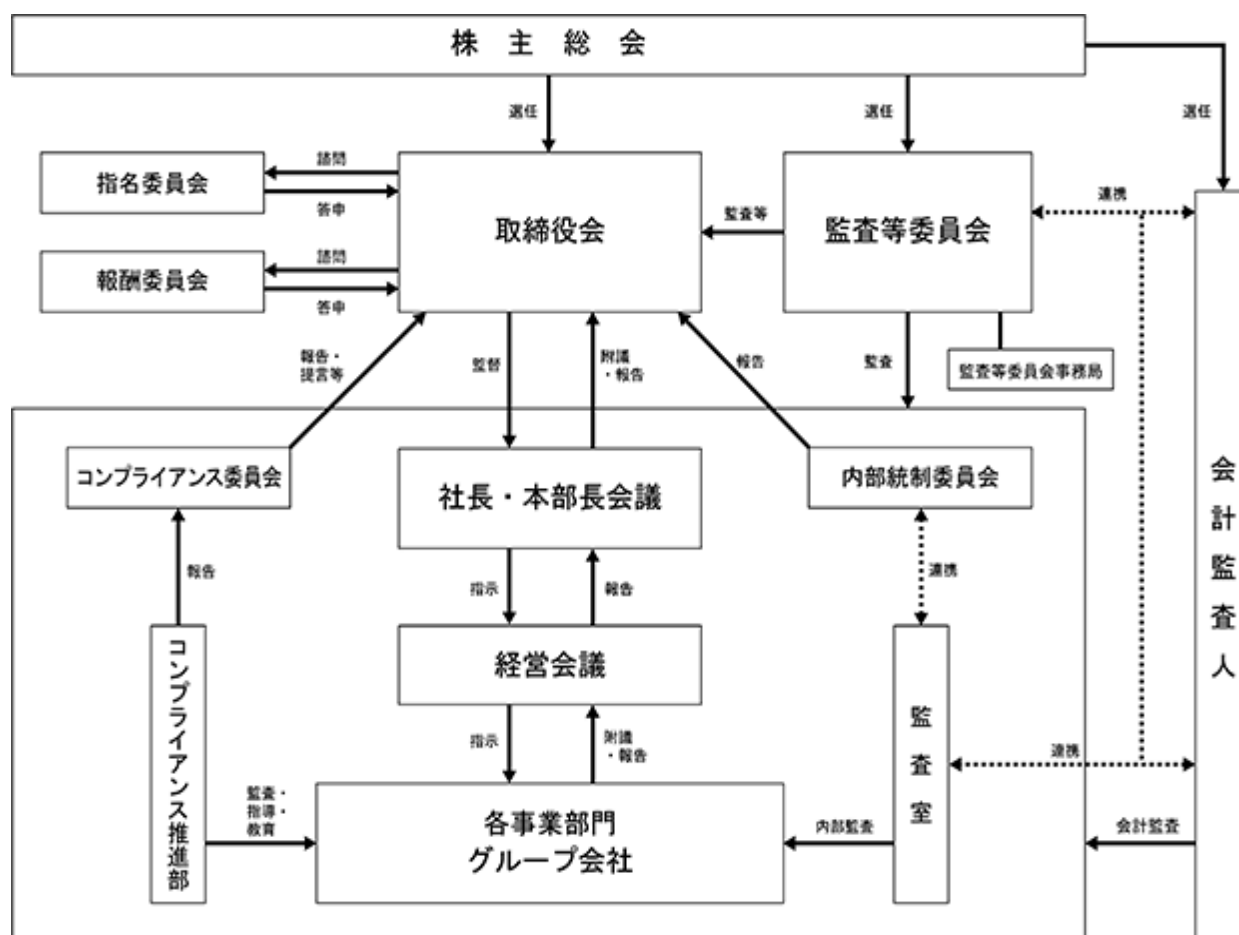 株主総会
選任
選任
選任
指名委員会
諮問
答申
取締役会
監査等
監査等委員会
連携
報酬委員会
諮問
答申
報告・
提言等
監督
附議
・報告
報告
監査
監査等委員会事務局
コンプライアンス委員会
社長・本部長会議
内部統制委員会
会計監査人
報告
指示
報告
連携
コンプライアンス推進部
経営会議
監査室
指示
附議
・報告
連携
監査・
指導・
教育
各事業部門
グループ会社
内部監査
会計監査